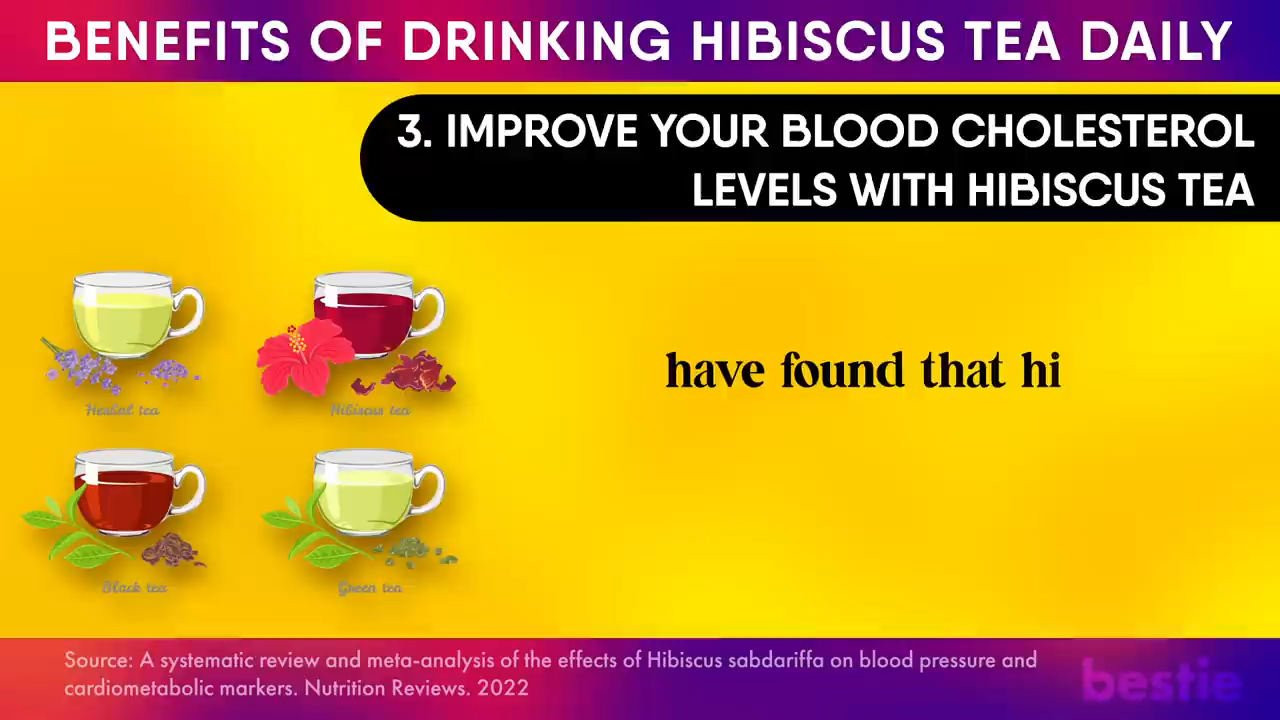 BENEFITS OF DRINKING HIBISCUS TEA DAILY
3. IMPROVE YOUR BLOOD CHOLESTEROL
LEVELS WITH HIBISCUS TEA
have found that hi
Herbal tea
Hibiscus tea
Black tea
Green tea
Source: A systematic review and meta-analysis of the effects of Hibiscus sabdariffa on blood pressure and
cardiometabolic markers. Nutrition Reviews. 2022
bestie